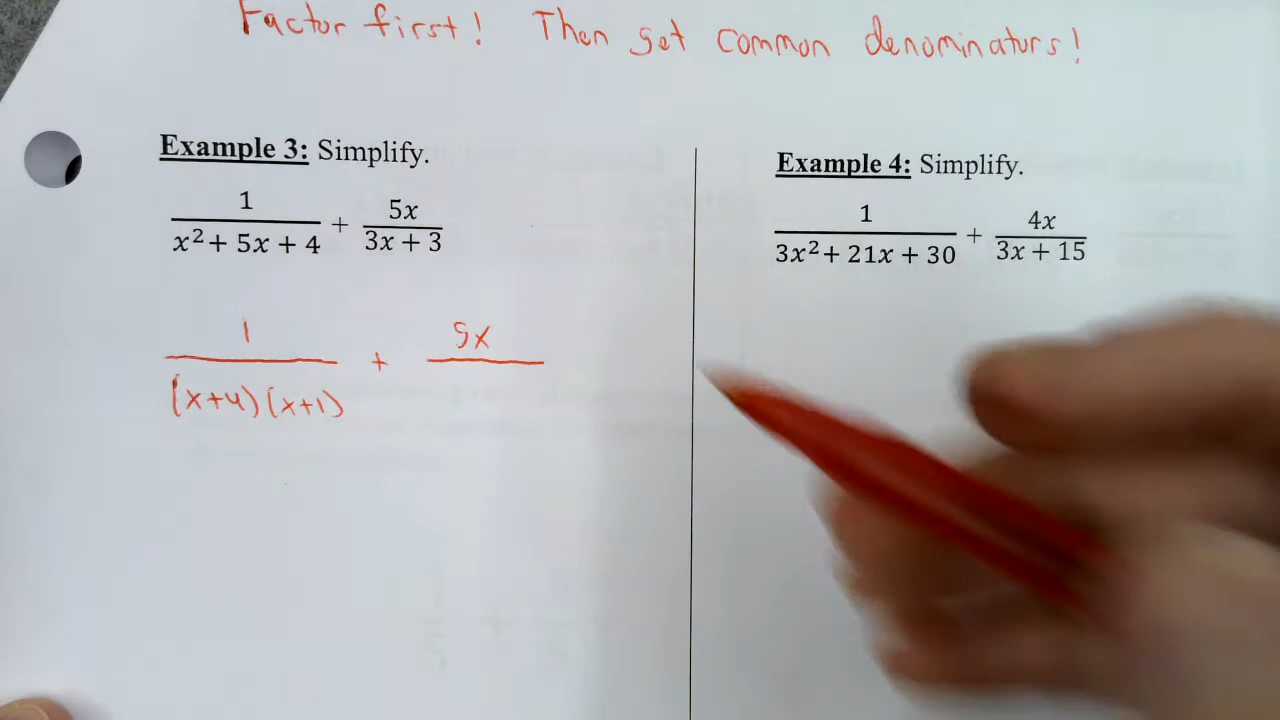 Factor first! Then get common denominators!
Example 3: Simplify.
1
x² + 5x + 4
+
5x
3x + 3
1
(x+4)(x+1)
+
5x
Example 4: Simplify.
1
3x² + 21x + 30
+
4x
3x + 15